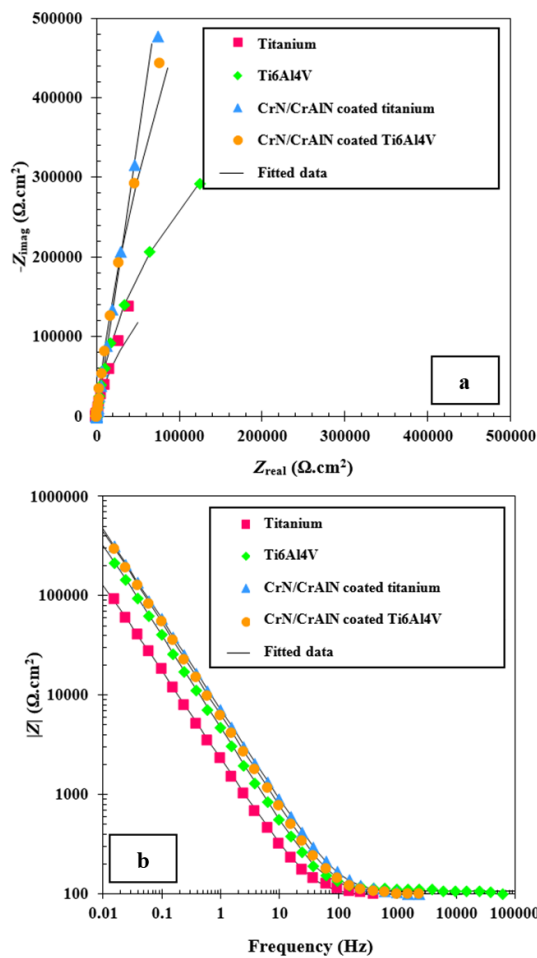 500000
400000
300000
200000
100000
0
-Zimag (Ω.cm²)
Titanium
Ti6Al4V
CrN/CrAlN coated titanium
CrN/CrAlN coated Ti6Al4V
Fitted data
a
0 100000 200000 300000 400000 500000
Zreal (Ω.cm²)
1000000
100000
10000
1000
100
|Z| (Ω.cm²)
Titanium
Ti6Al4V
CrN/CrAlN coated titanium
CrN/CrAlN coated Ti6Al4V
Fitted data
b
0.01 0.1 1 10 100 1000 10000 100000
Frequency (Hz)